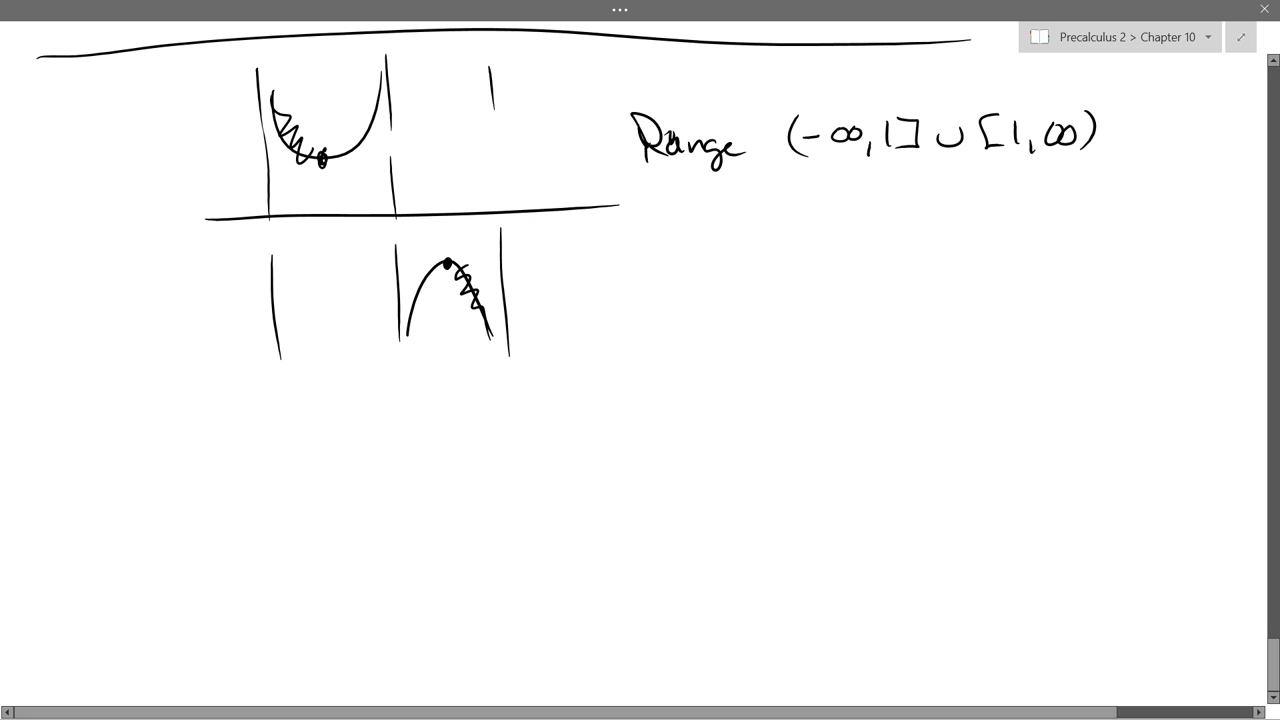 Precalculus 2 > Chapter 10
Range (-∞, 1] ∪ [1, ∞)